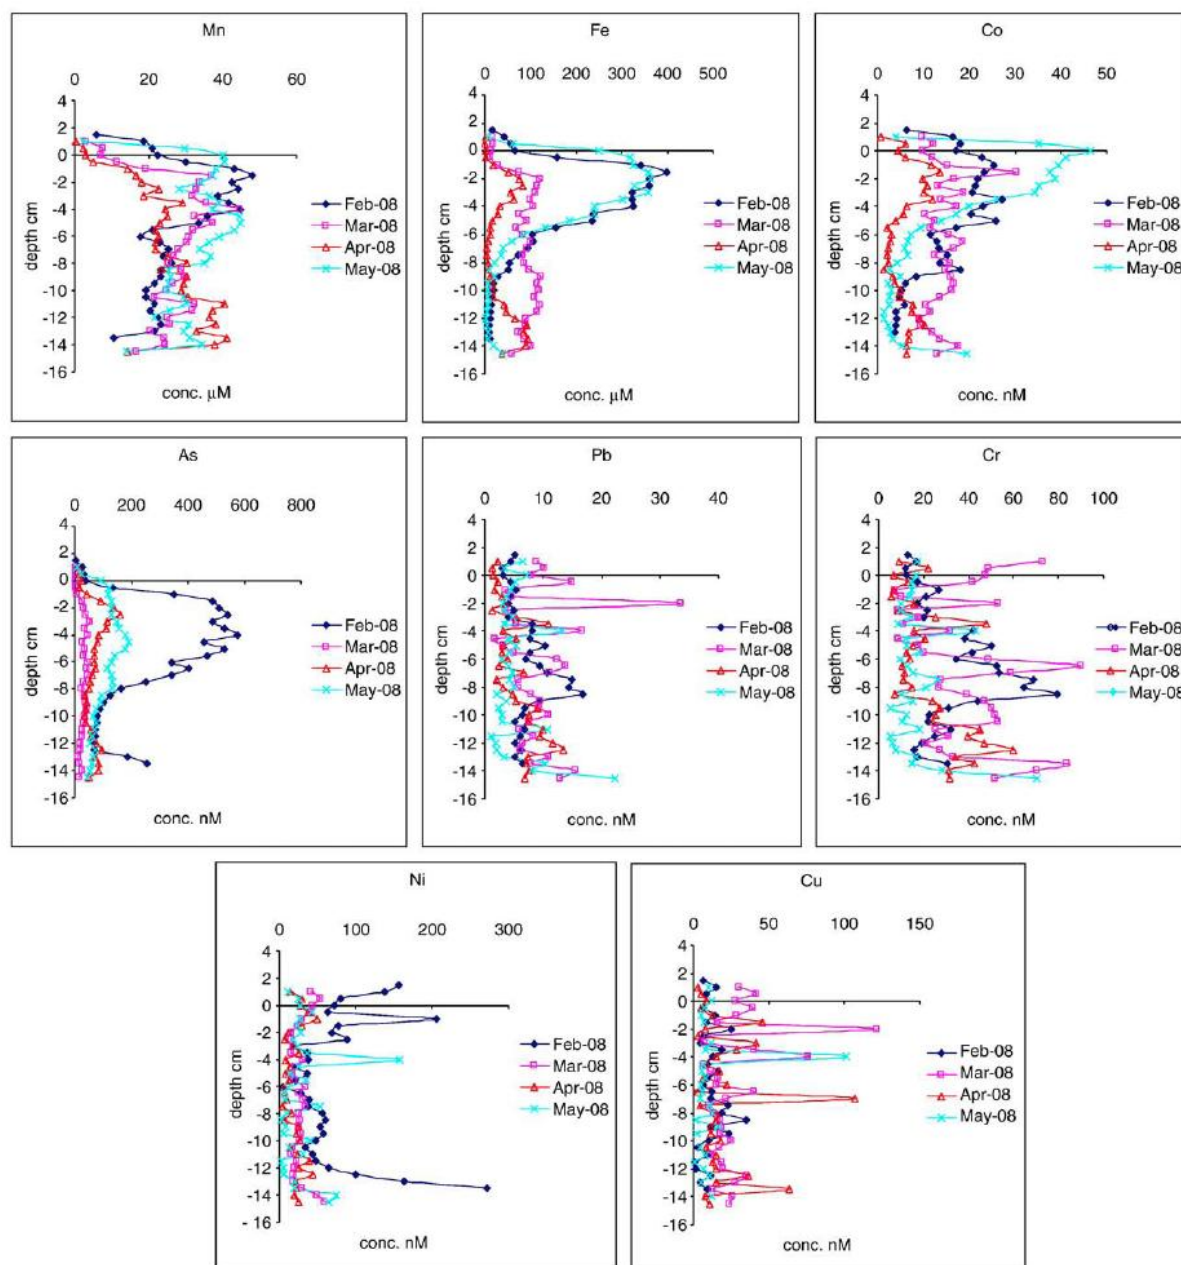 Mn
0 20 40 60
4
2
0
-2
-4
-6
-8
-10
-12
-14
-16
depth cm
Feb-08
Mar-08
Apr-08
May-08
conc. μM
Fe
0 100 200 300 400 500
4
2
0
-2
-4
-6
-8
-10
-12
-14
-16
depth cm
Feb-08
Mar-08
Apr-08
May-08
conc. μM
Co
0 10 20 30 40 50
4
2
0
-2
-4
-6
-8
-10
-12
-14
-16
depth cm
Feb-08
Mar-08
Apr-08
May-08
conc. nM
As
0 200 400 600 800
4
2
0
-2
-4
-6
-8
-10
-12
-14
-16
depth cm
Feb-08
Mar-08
Apr-08
May-08
conc. nM
Pb
0 10 20 30 40
4
2
0
-2
-4
-6
-8
-10
-12
-14
-16
depth cm
Feb-08
Mar-08
Apr-08
May-08
conc. nM
Cr
0 20 40 60 80 100
4
2
0
-2
-4
-6
-8
-10
-12
-14
-16
depth cm
Feb-08
Mar-08
Apr-08
May-08
conc. nM
Ni
0 100 200 300
4
2
0
-2
-4
-6
-8
-10
-12
-14
- 16
depth cm
Feb-08
Mar-08
Apr-08
May-08
conc. nM
Cu
0 50 100 150
4
2
0
-2
-4
-6
-8
-10
-12
-14
-16
depth cm
Feb-08
Mar-08
Apr-08
May-08
conc. nM